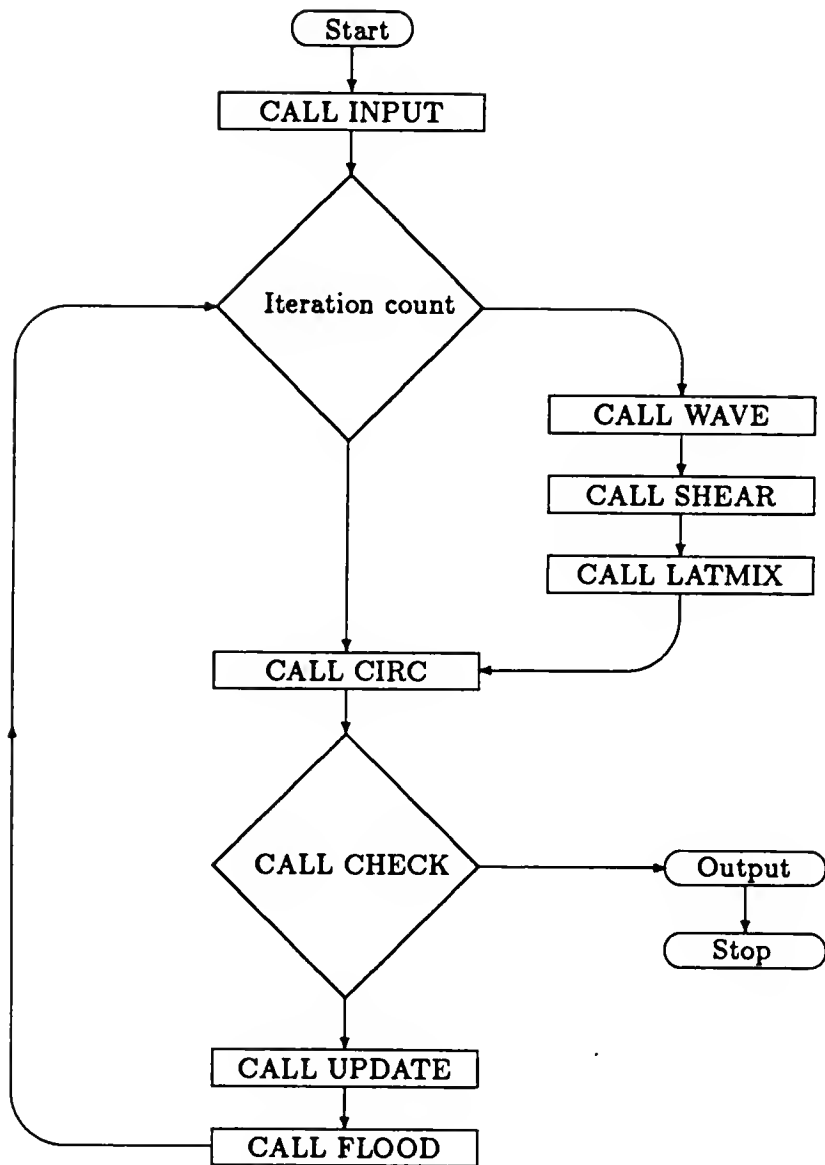 Start
CALL INPUT
Iteration count
CALL WAVE
CALL SHEAR
CALL LATMIX
CALL CIRC
CALL CHECK
Output
Stop
CALL UPDATE
CALL FLOOD